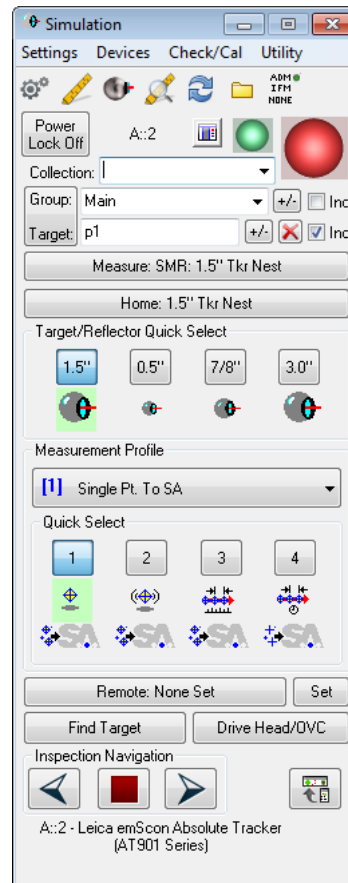 Simulation
Settings Devices Check/Cal Utility
ADM
IFM
NONE
Power
Lock Off
A::2
Collection:
Group: Main +/- Inc
Target: p1 +/- Inc
Measure: SMR: 1.5" Tkr Nest
Home: 1.5" Tkr Nest
Target/Reflector Quick Select
1.5" 0.5" 7/8" 3.0"
Measurement Profile
[1] Single Pt. To SA
Quick Select
1 2 3 4
SA SA SA SA
Remote: None Set Set
Find Target Drive Head/OVC
Inspection Navigation
A::2 - Leica emScon Absolute Tracker
(AT901 Series)